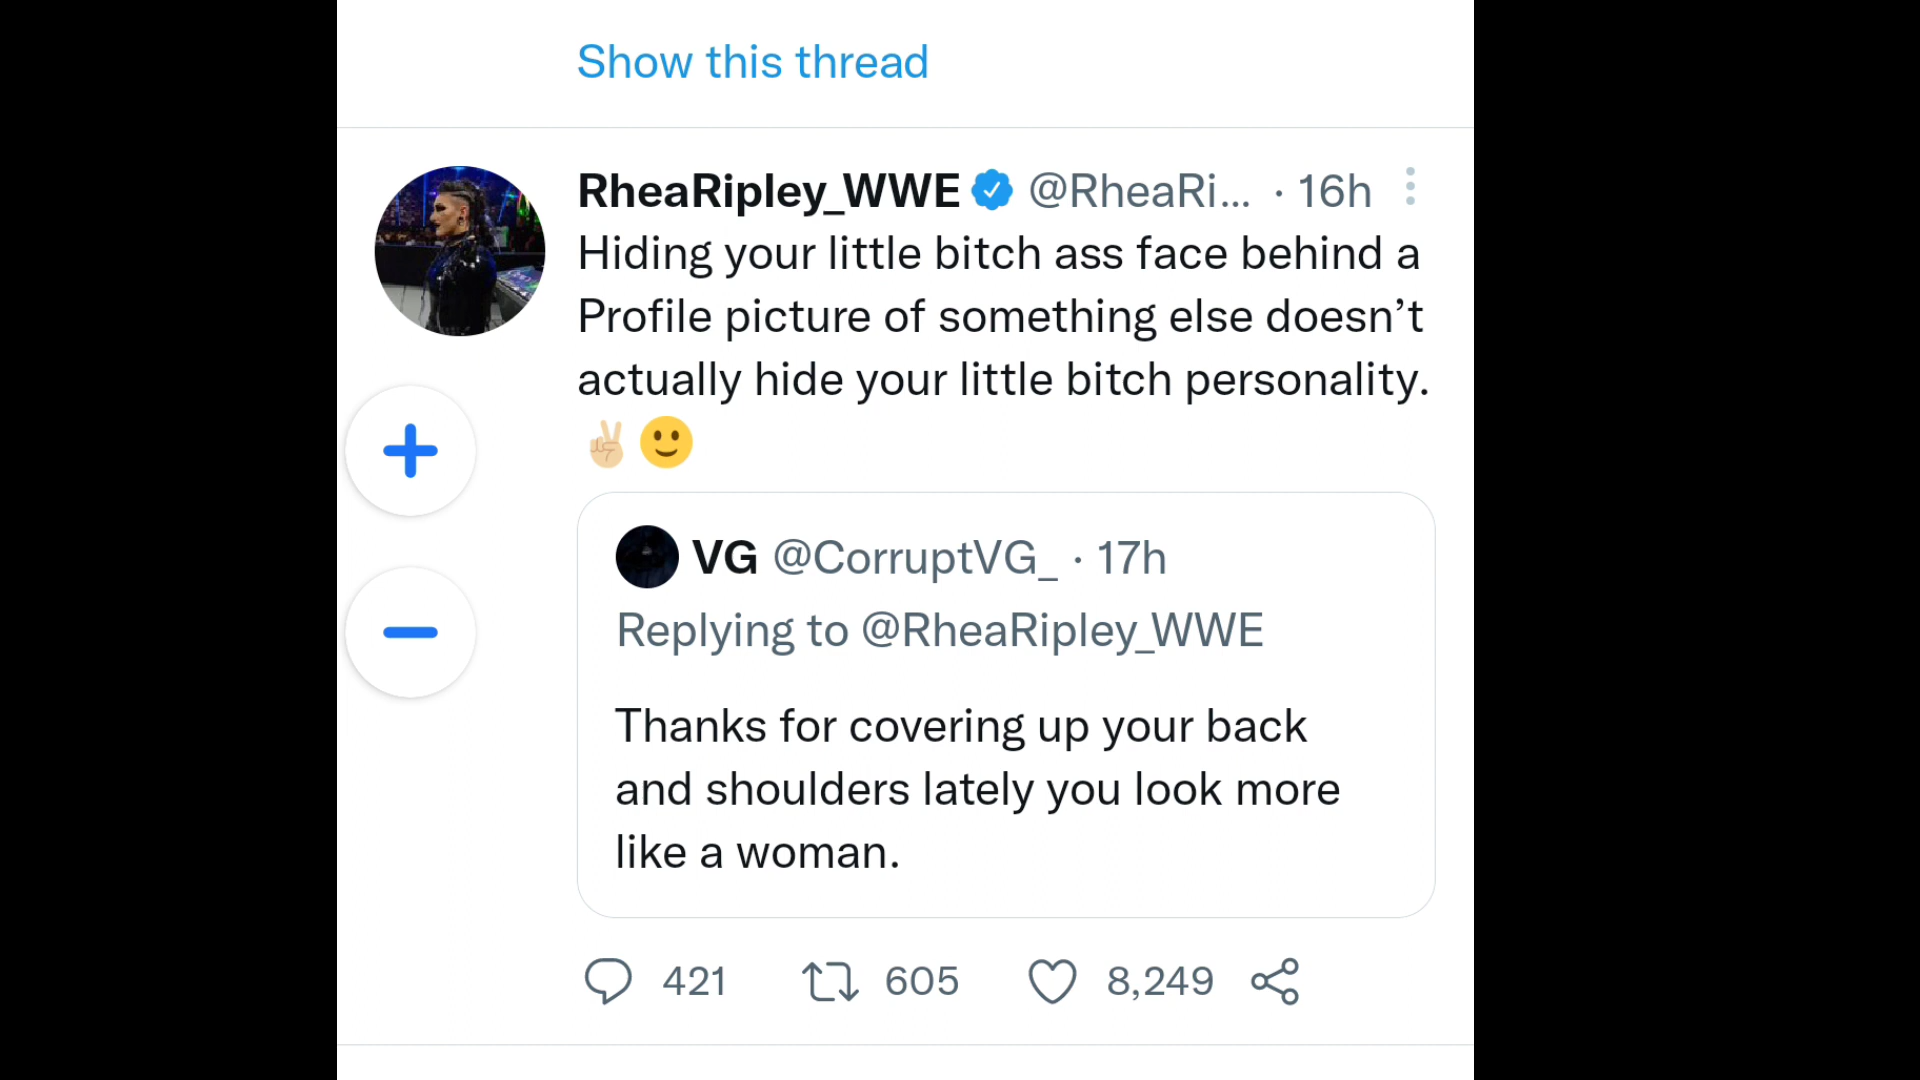 Show this thread
RheaRipley_WWE @RheaRi... · 16h
Hiding your little bitch ass face behind a
Profile picture of something else doesn’t
actually hide your little bitch personality.
✌🏼🙂
VG @CorruptVG_ · 17h
Replying to @RheaRipley_WWE
Thanks for covering up your back
and shoulders lately you look more
like a woman.
421 605 8,249